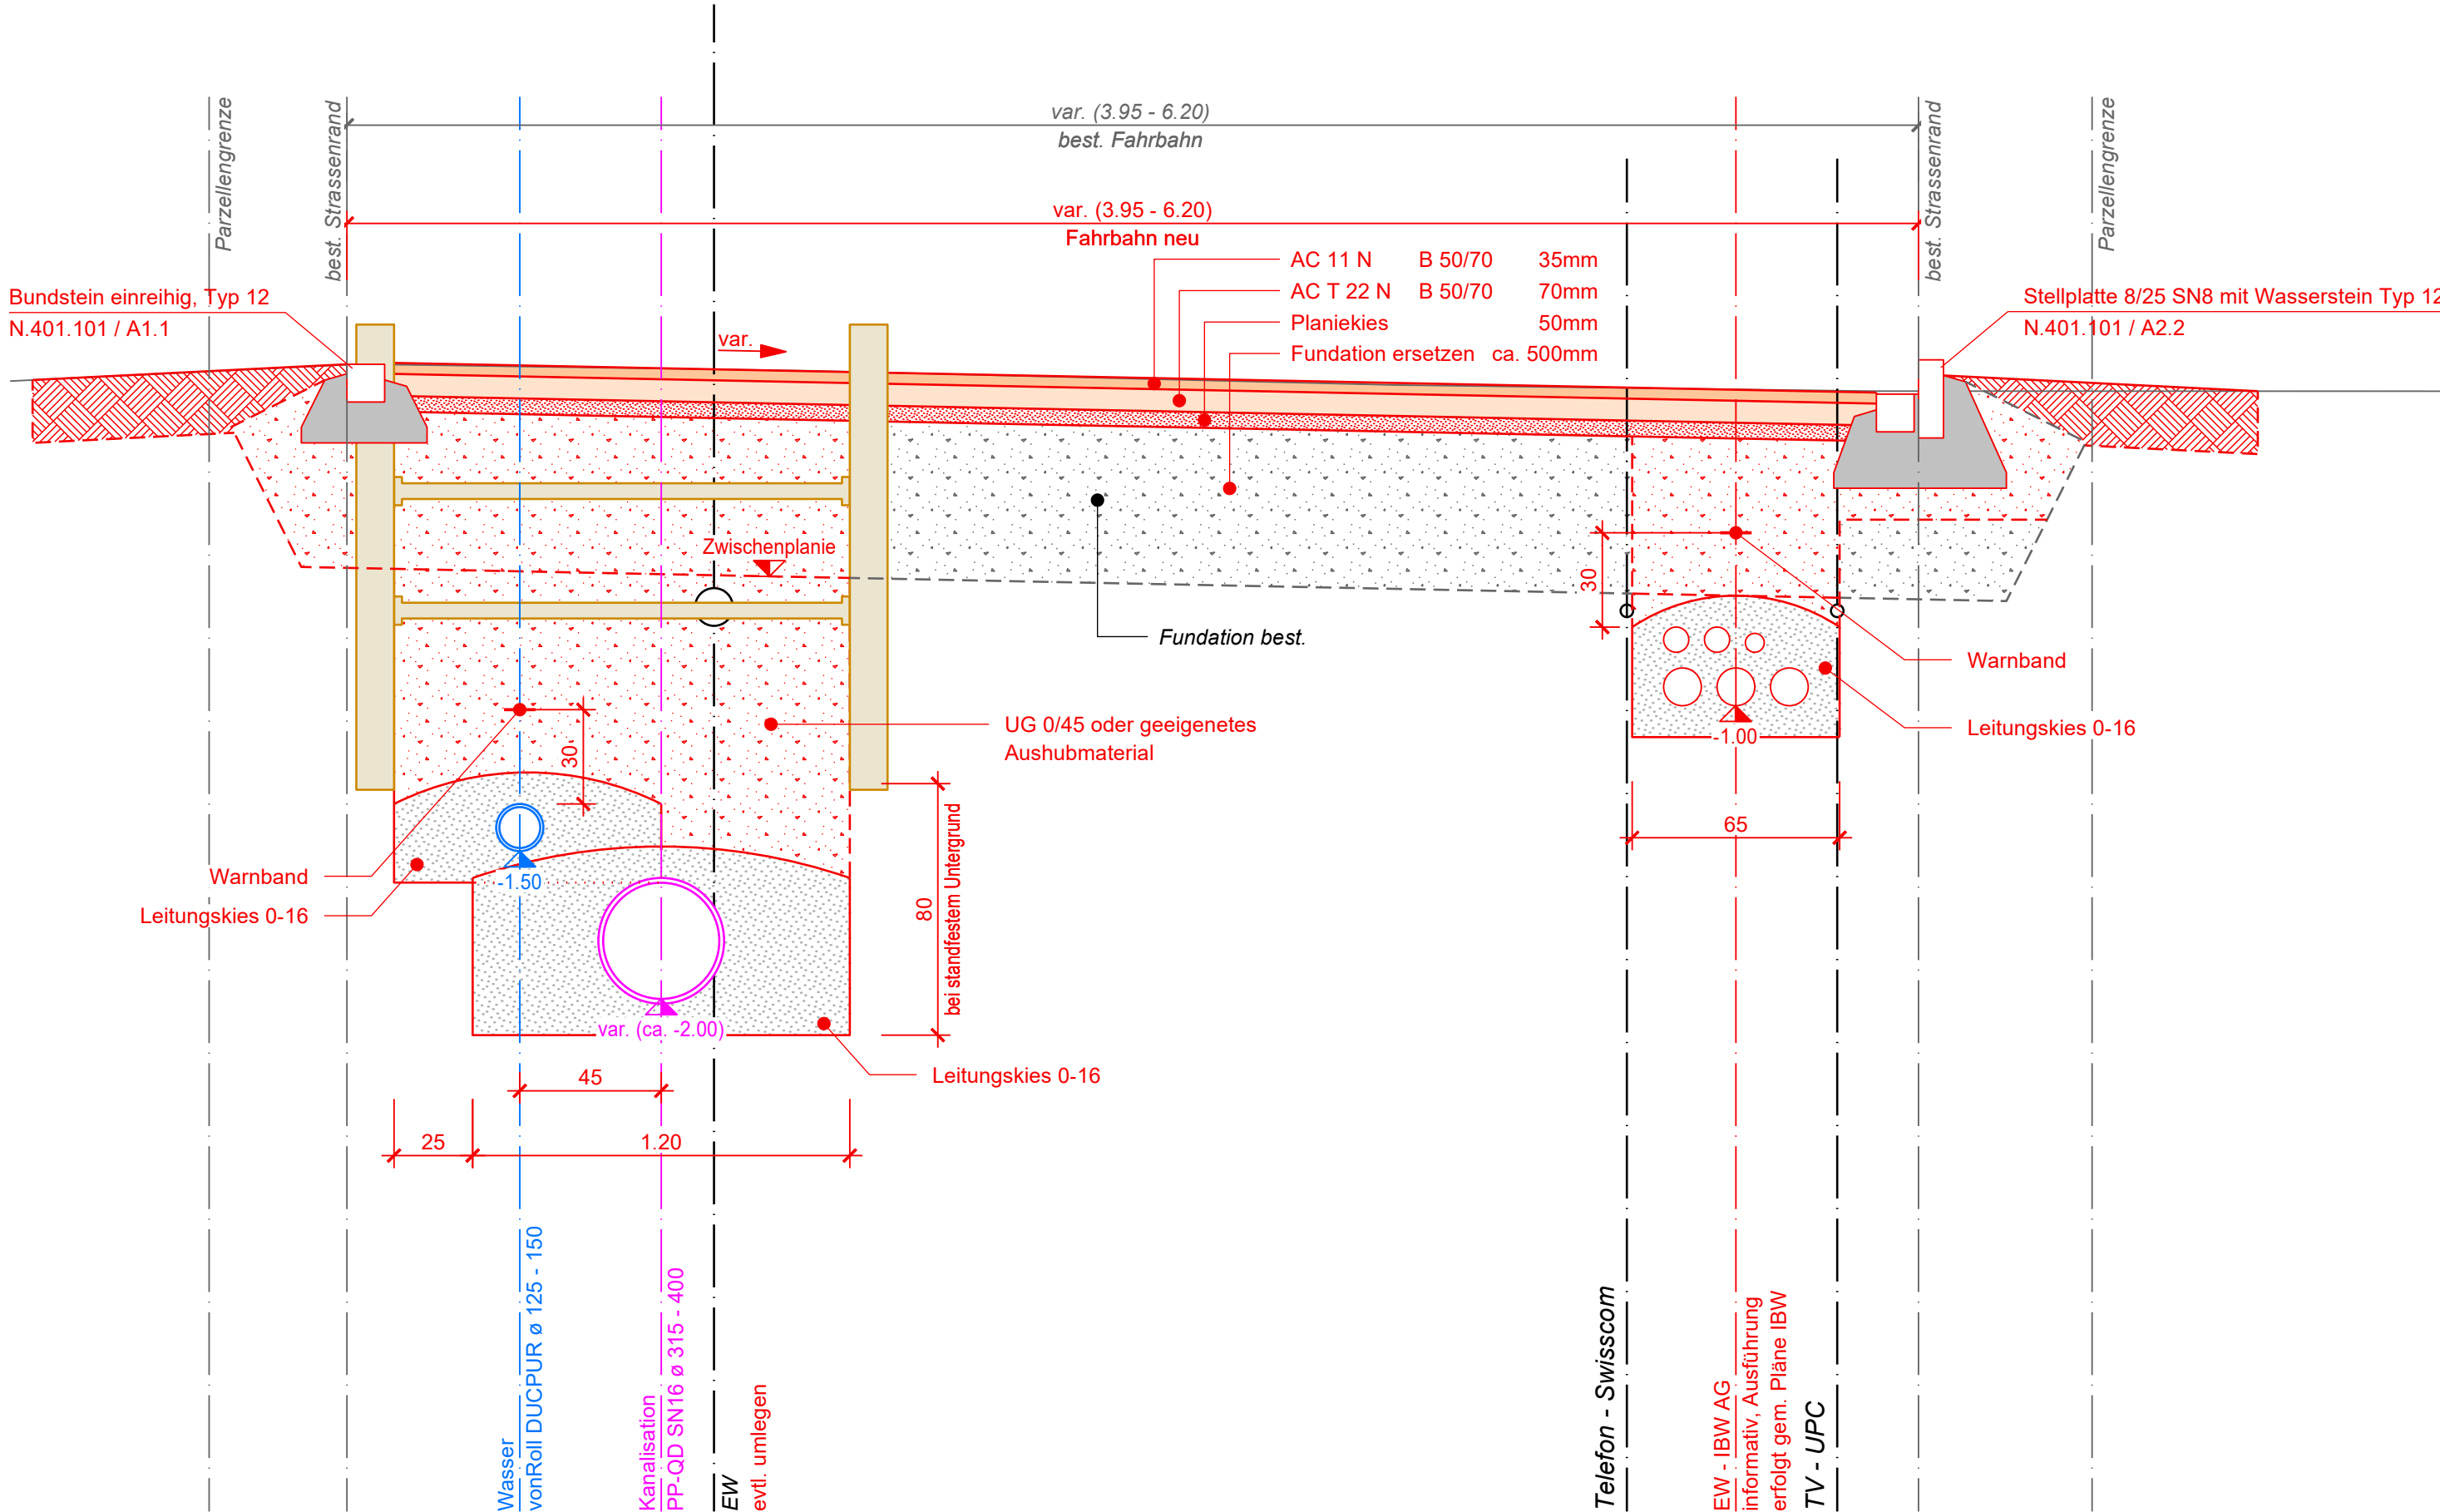 Parzellengrenze
best. Strassenrand
var. (3.95 - 6.20)
best. Fahrbahn
best. Strassenrand
Parzellengrenze
var. (3.95 - 6.20)
Fahrbahn neu
AC 11 N B 50/70 35mm
AC T 22 N B 50/70 70mm
Planiekies 50mm
Fundation ersetzen ca. 500mm
Bundstein einreihig, Typ 12
N.401.101 / A1.1
Stellplatte 8/25 SN8 mit Wasserstein Typ 12
N.401.101 / A2.2
var.
Zwischenplanie
30
Fundation best.
Warnband
UG 0/45 oder geeigenetes
Aushubmaterial
Leitungskies 0-16
-1.00
30
65
Warnband
Leitungskies 0-16
-1.50
80
bei standfestem Untergrund
var. (ca. -2.00)
Leitungskies 0-16
45
25
1.20
Wasser
vonRoll DUCPUR ø 125 - 150
Kanalisation
PP-QD SN16 ø 315 - 400
EW
evtl. umlegen
Telefon - Swisscom
EW - IBW AG
informativ, Ausführung
erfolgt gem. Pläne IBW
TV - UPC